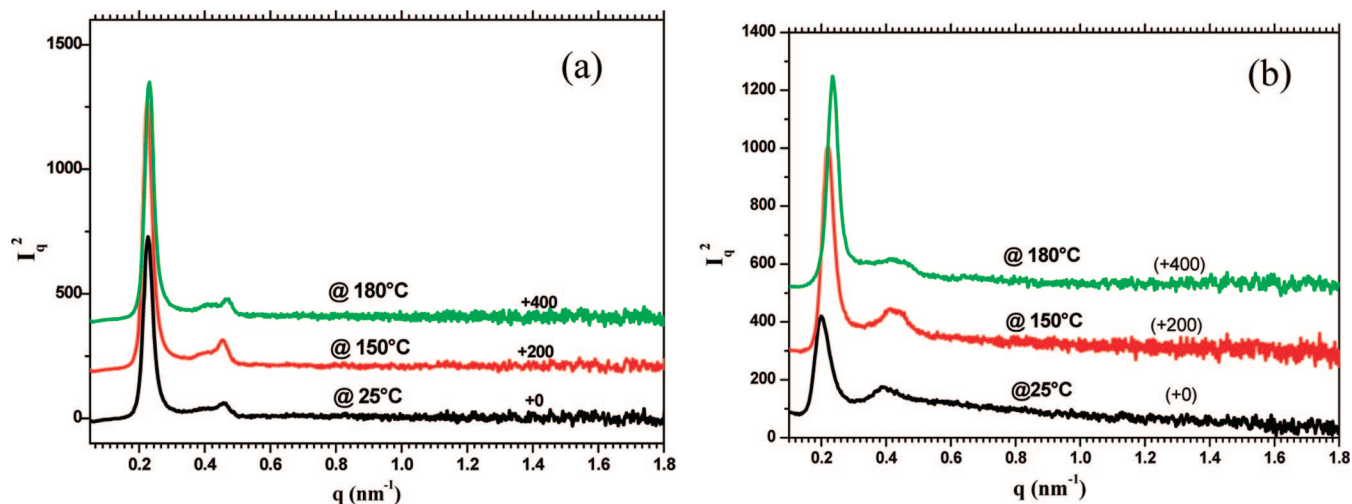 (a)
1500
1000
500
0
I_q^2
@ 180°C
+400
@ 150°C
+200
@ 25°C
+0
0.2 0.4 0.6 0.8 1.0 1.2 1.4 1.6 1.8
q (nm⁻¹)
(b)
1400
1200
1000
800
600
400
200
0
I_q^2
@ 180°C
(+400)
@ 150°C
(+200)
@25°C
(+0)
0.2 0.4 0.6 0.8 1.0 1.2 1.4 1.6 1.8
q (nm⁻¹)